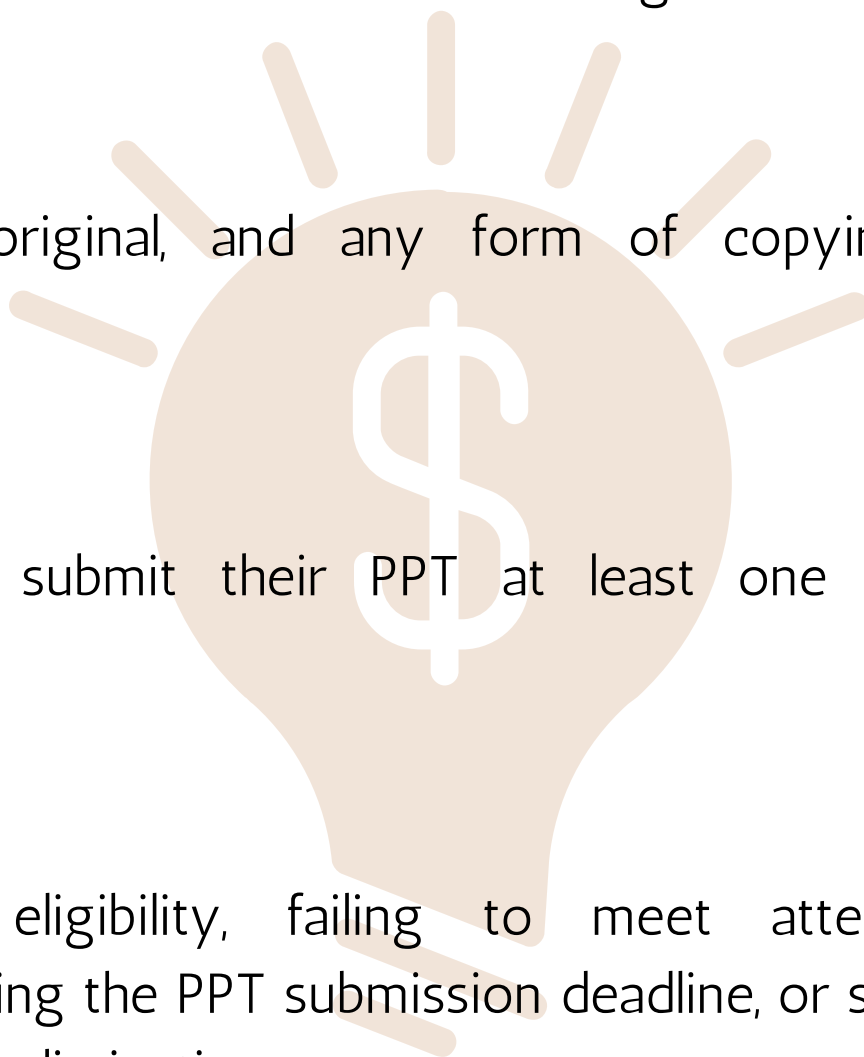 original, and any form of copyin
submit their PPT at least one
eligibility, failing to meet atte
ing the PPT submission deadline, or s